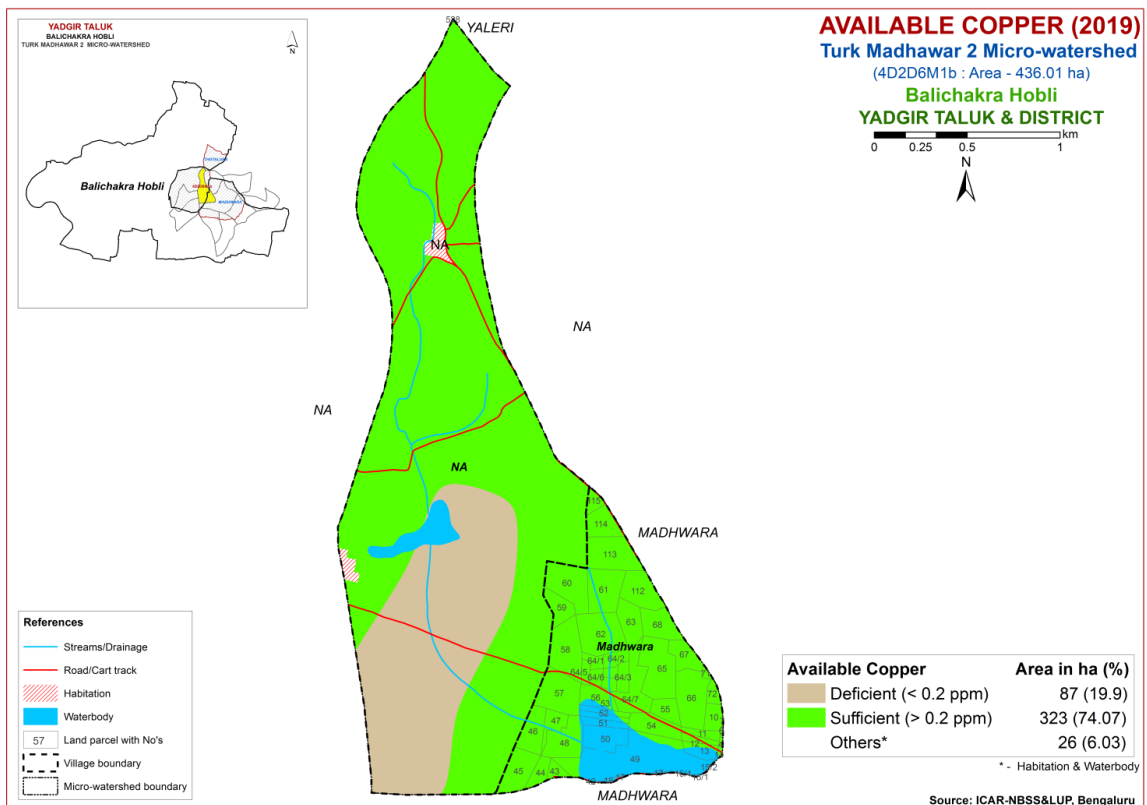 YADGIR TALUK
BALICHAKRA HOBLI
TURK MADHAWAR 2 MICRO-WATERSHED
N
Balichakra Hobli
AVAILABLE COPPER (2019)
Turk Madhawar 2 Micro-watershed
(4D2D6M1b : Area - 436.01 ha)
Balichakra Hobli
YADGIR TALUK & DISTRICT
km
0 0.25 0.5 1
N
YALERI
NA
NA
NA
NA
MADHWARA
114
113
60
61
112
59
63
68
62
Madhwara
58
67
64/1 64/2
65
64/5
64/6 64/3
72
57
56
64/7
53
55
52
10
47
51
54
46
11
50
12
48
13
49
45
44
43
MADHWARA
References
Streams/Drainage
Road/Cart track
Habitation
Waterbody
57 Land parcel with No's
Village boundary
Micro-watershed boundary
Available Copper Area in ha (%)
Deficient (< 0.2 ppm) 87 (19.9)
Sufficient (> 0.2 ppm) 323 (74.07)
Others* 26 (6.03)
* - Habitation & Waterbody
Source: ICAR-NBSS&LUP, Bengaluru